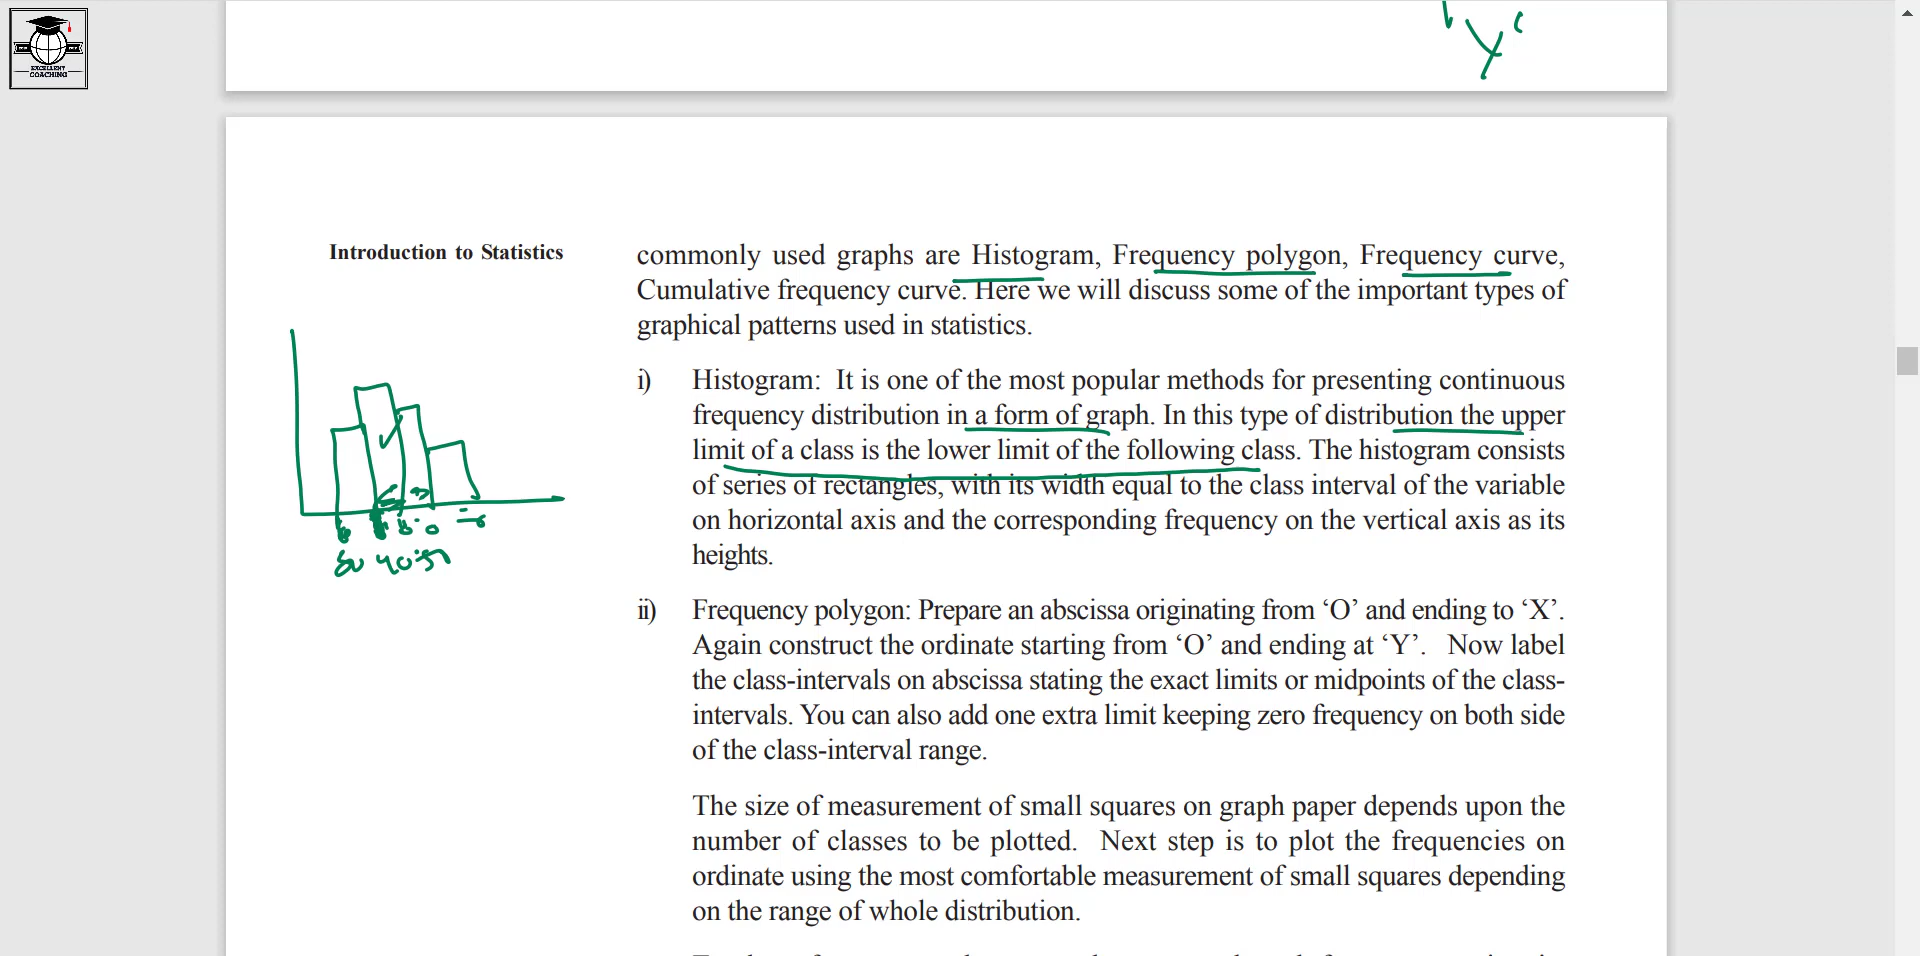 EXCELLENT
COACHING
Y
Introduction to Statistics
commonly used graphs are Histogram, Frequency polygon, Frequency curve,
Cumulative frequency curve. Here we will discuss some of the important types of
graphical patterns used in statistics.
i) Histogram: It is one of the most popular methods for presenting continuous
frequency distribution in a form of graph. In this type of distribution the upper
limit of a class is the lower limit of the following class. The histogram consists
of series of rectangles, with its width equal to the class interval of the variable
on horizontal axis and the corresponding frequency on the vertical axis as its
heights.
ii) Frequency polygon: Prepare an abscissa originating from ‘O’ and ending to ‘X’.
Again construct the ordinate starting from ‘O’ and ending at ‘Y’. Now label
the class-intervals on abscissa stating the exact limits or midpoints of the class-
intervals. You can also add one extra limit keeping zero frequency on both side
of the class-interval range.
The size of measurement of small squares on graph paper depends upon the
number of classes to be plotted. Next step is to plot the frequencies on
ordinate using the most comfortable measurement of small squares depending
on the range of whole distribution.